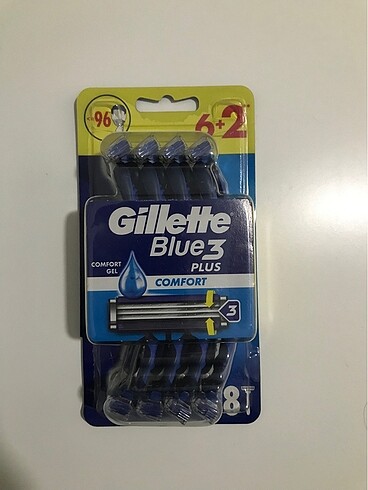 96
6+2
Gillette
Blue3
PLUS
COMFORT
GEL
COMFORT
3
8